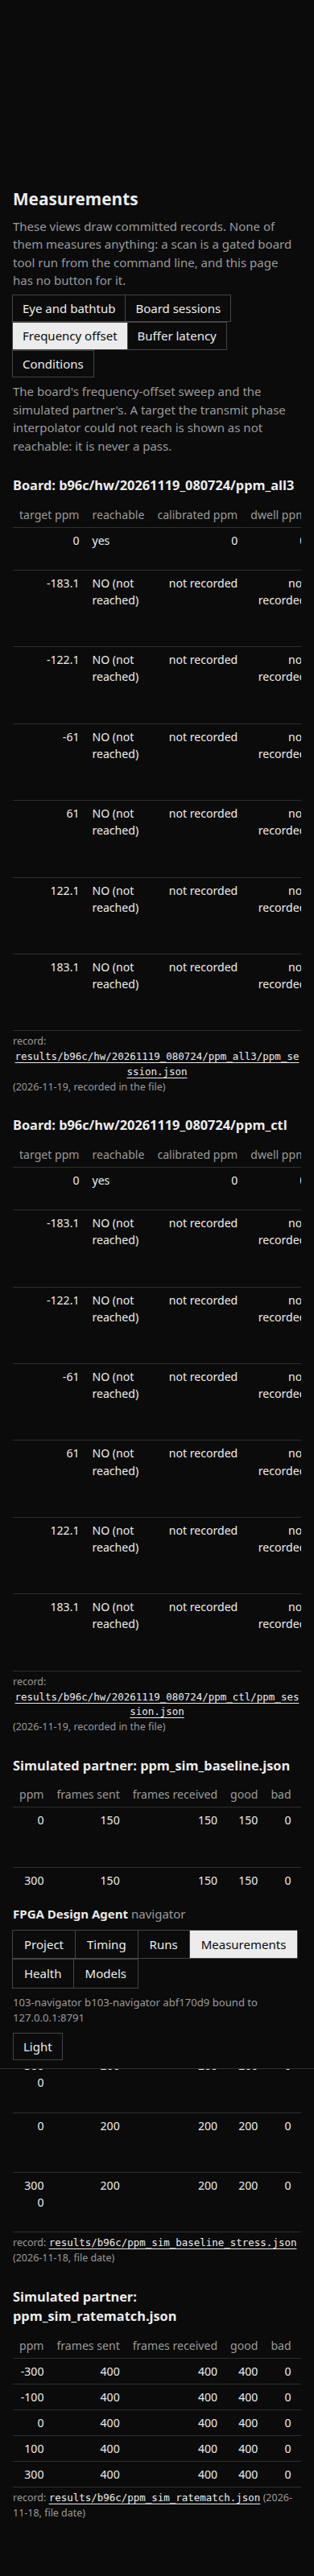 Measurements
These views draw committed records. None of
them measures anything: a scan is a gated board
tool run from the command line, and this page
has no button for it.
Eye and bathtub Board sessions
Frequency offset Buffer latency
Conditions
The board's frequency-offset sweep and the
simulated partner's. A target the transmit phase
interpolator could not reach is shown as not
reachable: it is never a pass.
Board: b96c/hw/20261119_080724/ppm_all3
target ppm reachable calibrated ppm dwell
0 yes 0
-183.1 NO (not not recorded
reached)
-122.1 NO (not not recorded
reached)
-61 NO (not not recorded
reached)
61 NO (not not recorded
reached)
122.1 NO (not not recorded
reached)
183.1 NO (not not recorded
reached)
record:
results/b96c/hw/20261119_080724/ppm_all3/ppm_se
ssion.json
(2026-11-19, recorded in the file)
Board: b96c/hw/20261119_080724/ppm_ctl
target ppm reachable calibrated ppm dwell
0 yes 0
-183.1 NO (not not recorded
reached)
-122.1 NO (not not recorded
reached)
-61 NO (not not recorded
reached)
61 NO (not not recorded
reached)
122.1 NO (not not recorded
reached)
183.1 NO (not not recorded
reached)
record:
results/b96c/hw/20261119_080724/ppm_ctl/ppm_ses
sion.json
(2026-11-19, recorded in the file)
Simulated partner: ppm_sim_baseline.json
ppm frames sent frames received good bad
0 150 150 150 0
300 150 150 150 0
FPGA Design Agent navigator
Project Timing Runs Measurements
Health Models
103-navigator b103-navigator abf170d9 bound to
127.0.0.1:8791
Light
0
0 200 200 200 0
300 200 200 200 0
0
record: results/b96c/ppm_sim_baseline_stress.json
(2026-11-18, file date)
Simulated partner:
ppm_sim_ratematch.json
ppm frames sent frames received good bad
-300 400 400 400 0
-100 400 400 400 0
0 400 400 400 0
100 400 400 400 0
300 400 400 400 0
record: results/b96c/ppm_sim_ratematch.json (2026-
11-18, file date)